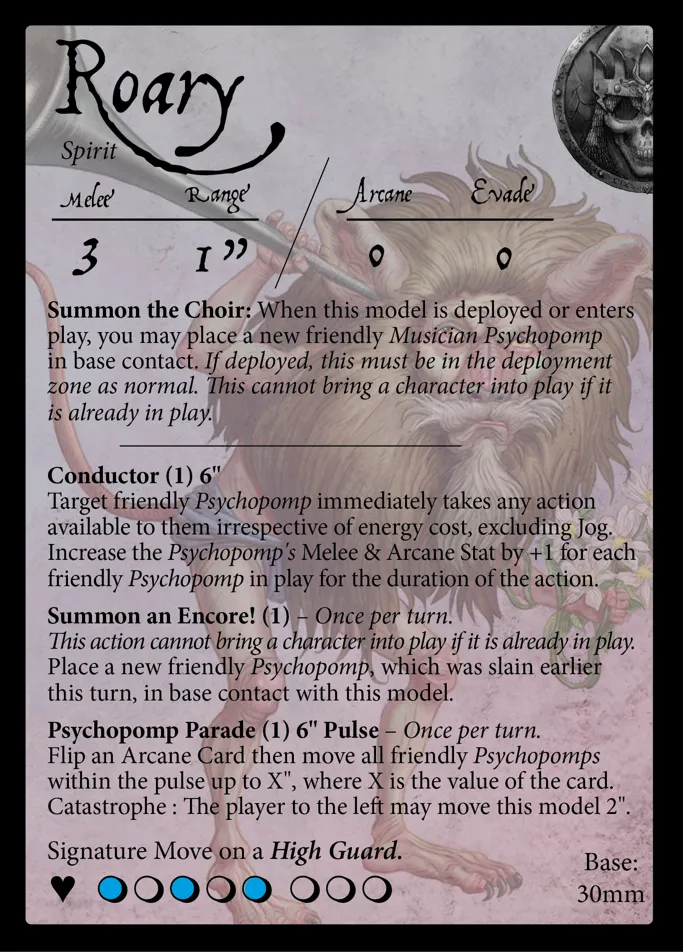 Roary
Spirit
Melee Range / Arcane Evade
3 1” 0 0
Summon the Choir: When this model is deployed or enters
play, you may place a new friendly Musician Psychopomp
in base contact. If deployed, this must be in the deployment
zone as normal. This cannot bring a character into play if it
is already in play.
Conductor (1) 6"
Target friendly Psychopomp immediately takes any action
available to them irrespective of energy cost, excluding Jog.
Increase the Psychopomp's Melee & Arcane Stat by +1 for each
friendly Psychopomp in play for the duration of the action.
Summon an Encore! (1) – Once per turn.
This action cannot bring a character into play if it is already in play.
Place a new friendly Psychopomp, which was slain earlier
this turn, in base contact with this model.
Psychopomp Parade (1) 6" Pulse – Once per turn.
Flip an Arcane Card then move all friendly Psychopomps
within the pulse up to X", where X is the value of the card.
Catastrophe : The player to the left may move this model 2".
Signature Move on a High Guard.
Base:
30mm